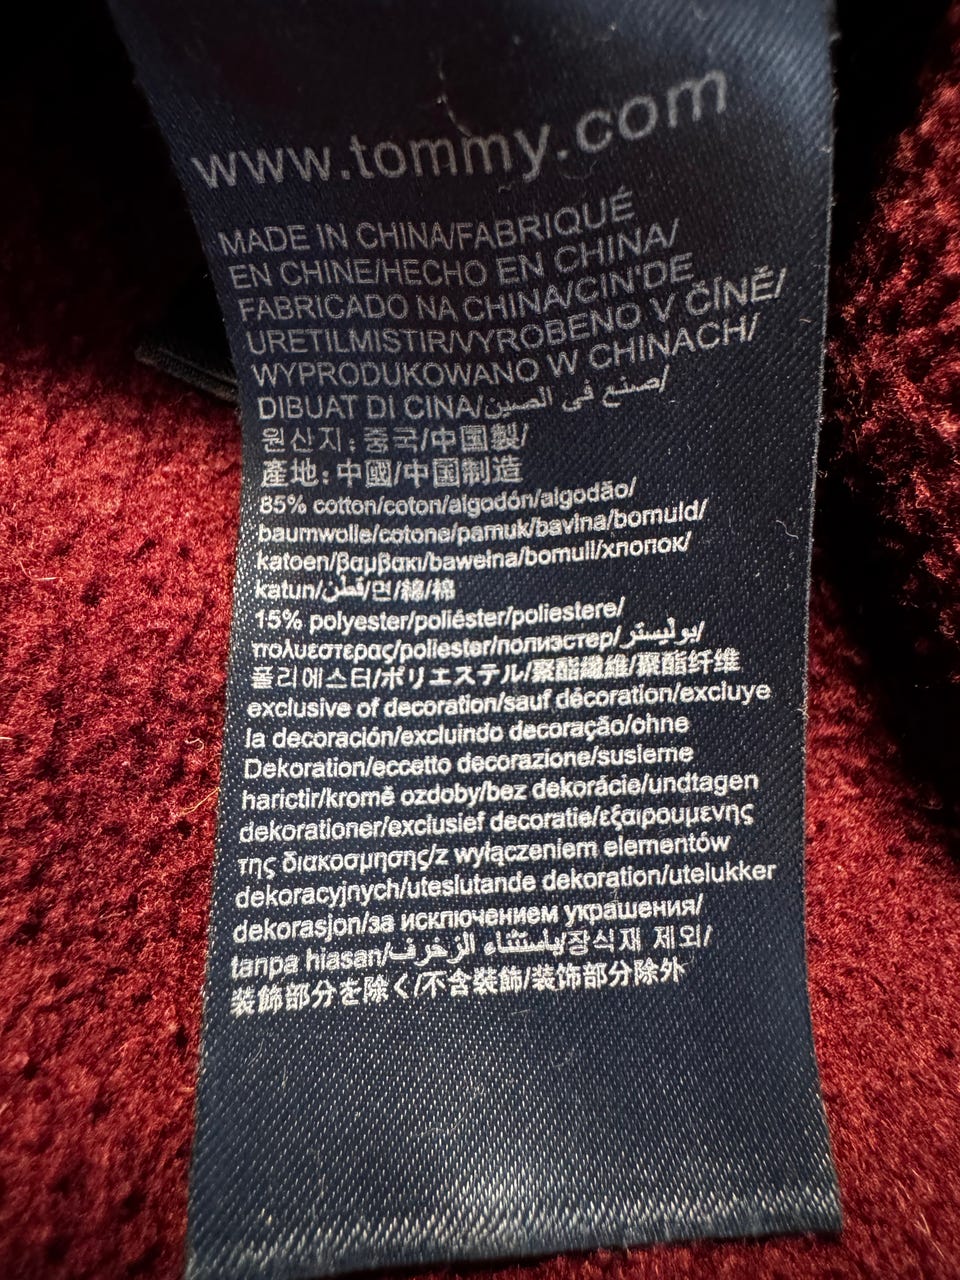 www.tommy.com
MADE IN CHINA/FABRIQUÉ
EN CHINE/HECHO EN CHINA/
FABRICADO NA CHINA/CIN'DE
URETILMISTIR/VYROBENO V ČÍNĚ/
WYPRODUKOWANO W CHINACH/
DIBUAT DI CINA/صنع في الصين/
원산지: 중국/中国製/
產地: 中國/中国制造
85% cotton/coton/algodón/algodão/
baumwolle/cotone/pamuk/bavlna/bomuld/
katoen/βαμβακι/bawełna/bomull/хлопок/
katun/قطن/면/綿/棉
15% polyester/poliéster/poliestere/
πολυεστερας/poliester/полиэстер/بوليستر/
폴리에스터/ポリエステル/聚酯纖維/聚酯纤维
exclusive of decoration/sauf décoration/excluye
la decoración/excluindo decoração/ohne
Dekoration/eccetto decorazione/susleme
harictir/kromě ozdoby/bez dekorácie/undtagen
dekorationer/exclusief decoratie/εξαιρουμενης
της διακοσμησης/z wyłączeniem elementów
dekoracyjnych/uteslutande dekoration/utelukker
dekorasjon/за исключением украшения/
tanpa hiasan/باستثناء الزخرف/장식재 제외/
装飾部分を除く/不含裝飾/装饰部分除外